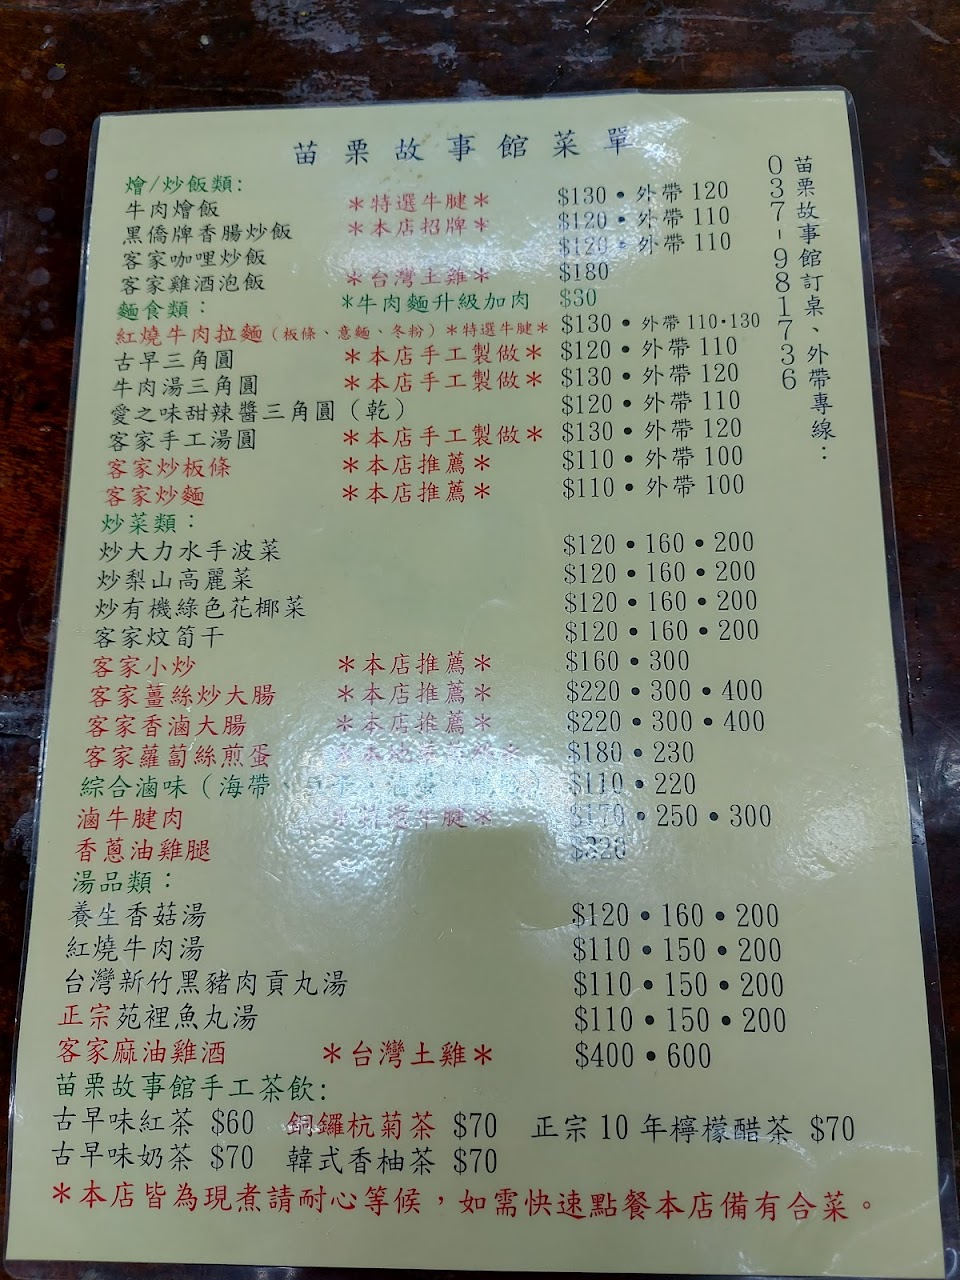 苗栗故事館菜單
苗栗故事館訂桌、外帶專線：
037-981736
燴/炒飯類:
牛肉燴飯 *特選牛腱* $130•外帶 120
黑僑牌香腸炒飯 *本店招牌* $120•外帶 110
客家咖哩炒飯 $120•外帶 110
客家雞酒泡飯 *台灣土雞* $180
麵食類： *牛肉麵升級加肉 $30
紅燒牛肉拉麵（板條、意麵、冬粉）*特選牛腱* $130•外帶 110•130
古早三角圓 *本店手工製做* $120•外帶 110
牛肉湯三角圓 *本店手工製做* $130•外帶 120
愛之味甜辣醬三角圓（乾） $120•外帶 110
客家手工湯圓 *本店手工製做* $130•外帶 120
客家炒板條 *本店推薦* $110•外帶 100
客家炒麵 *本店推薦* $110•外帶 100
炒菜類：
炒大力水手波菜 $120•160•200
炒梨山高麗菜 $120•160•200
炒有機綠色花椰菜 $120•160•200
客家炆筍干 $120•160•200
客家小炒 *本店推薦* $160•300
客家薑絲炒大腸 *本店推薦* $220•300•400
客家香滷大腸 *本店推薦* $220•300•400
客家蘿蔔絲煎蛋 $180•230
綜合滷味（海帶、 $110•220
滷牛腱肉 *特選牛腱* $170•250•300
香蔥油雞腿
湯品類：
養生香菇湯 $120•160•200
紅燒牛肉湯 $110•150•200
台灣新竹黑豬肉貢丸湯 $110•150•200
正宗苑裡魚丸湯 $110•150•200
客家麻油雞酒 *台灣土雞* $400•600
苗栗故事館手工茶飲:
古早味紅茶 $60 銅鑼杭菊茶 $70 正宗 10 年檸檬醋茶 $70
古早味奶茶 $70 韓式香柚茶 $70
*本店皆為現煮請耐心等候，如需快速點餐本店備有合菜。